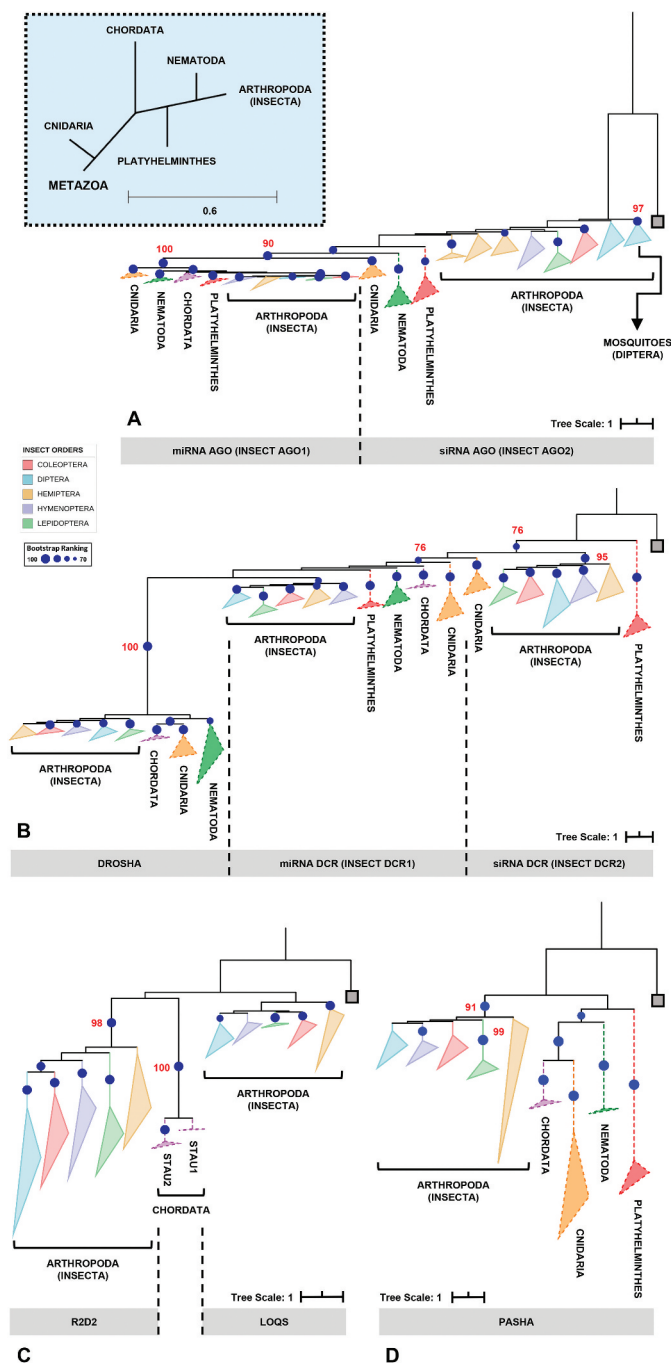 CHORDATA
NEMATODA
ARTHROPODA
(INSECTA)
CNIDARIA
PLATYHELMINTHES
METAZOA
0.6
97
100
90
CNIDARIA
NEMATODA
CHORDATA
PLATYHELMINTHES
ARTHROPODA
(INSECTA)
CNIDARIA
NEMATODA
PLATYHELMINTHES
ARTHROPODA
(INSECTA)
MOSQUITOES
(DIPTERA)
A
Tree Scale: 1
miRNA AGO (INSECT AGO1)
siRNA AGO (INSECT AGO2)
INSECT ORDERS
COLEOPTERA
DIPTERA
HEMIPTERA
HYMENOPTERA
LEPIDOPTERA
Bootstrap Ranking
100
70
76
76
95
100
ARTHROPODA
(INSECTA)
PLATYHELMINTHES
NEMATODA
CHORDATA
CNIDARIA
CNIDARIA
ARTHROPODA
(INSECTA)
PLATYHELMINTHES
ARTHROPODA
(INSECTA)
CHORDATA
CNIDARIA
NEMATODA
B
Tree Scale: 1
DROSHA
miRNA DCR (INSECT DCR1)
siRNA DCR (INSECT DCR2)
98
100
ARTHROPODA
(INSECTA)
STAU2
STAU1
CHORDATA
ARTHROPODA
(INSECTA)
Tree Scale: 1
R2D2
LOQS
C
91
99
ARTHROPODA
(INSECTA)
CHORDATA
CNIDARIA
NEMATODA
PLATYHELMINTHES
Tree Scale: 1
PASHA
D